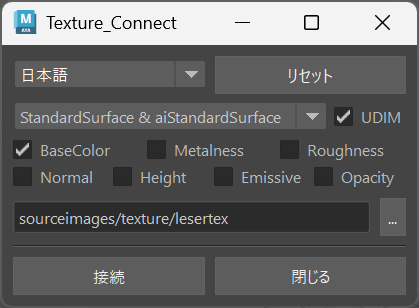 Texture_Connect
日本語 リセット
StandardSurface & aiStandardSurface UDIM
BaseColor Metalness Roughness
Normal Height Emissive Opacity
sourceimages/texture/lesertex ...
接続 閉じる